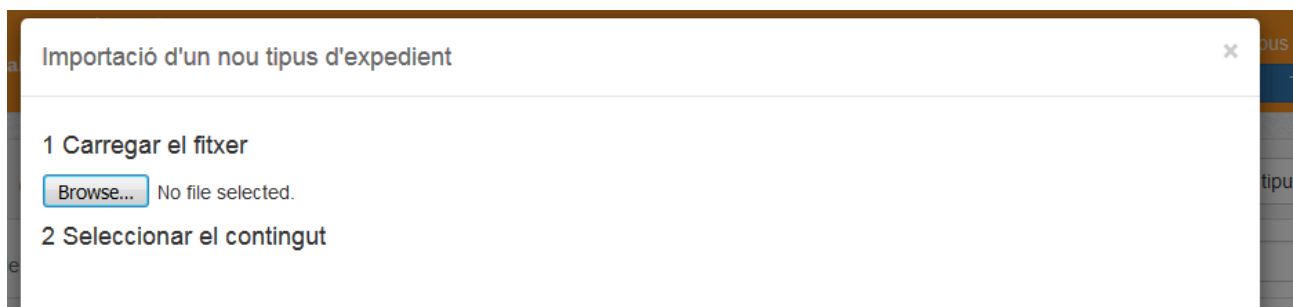 Importació d'un nou tipus d'expedient
×
1 Carregar el fitxer
Browse... No file selected.
2 Seleccionar el contingut